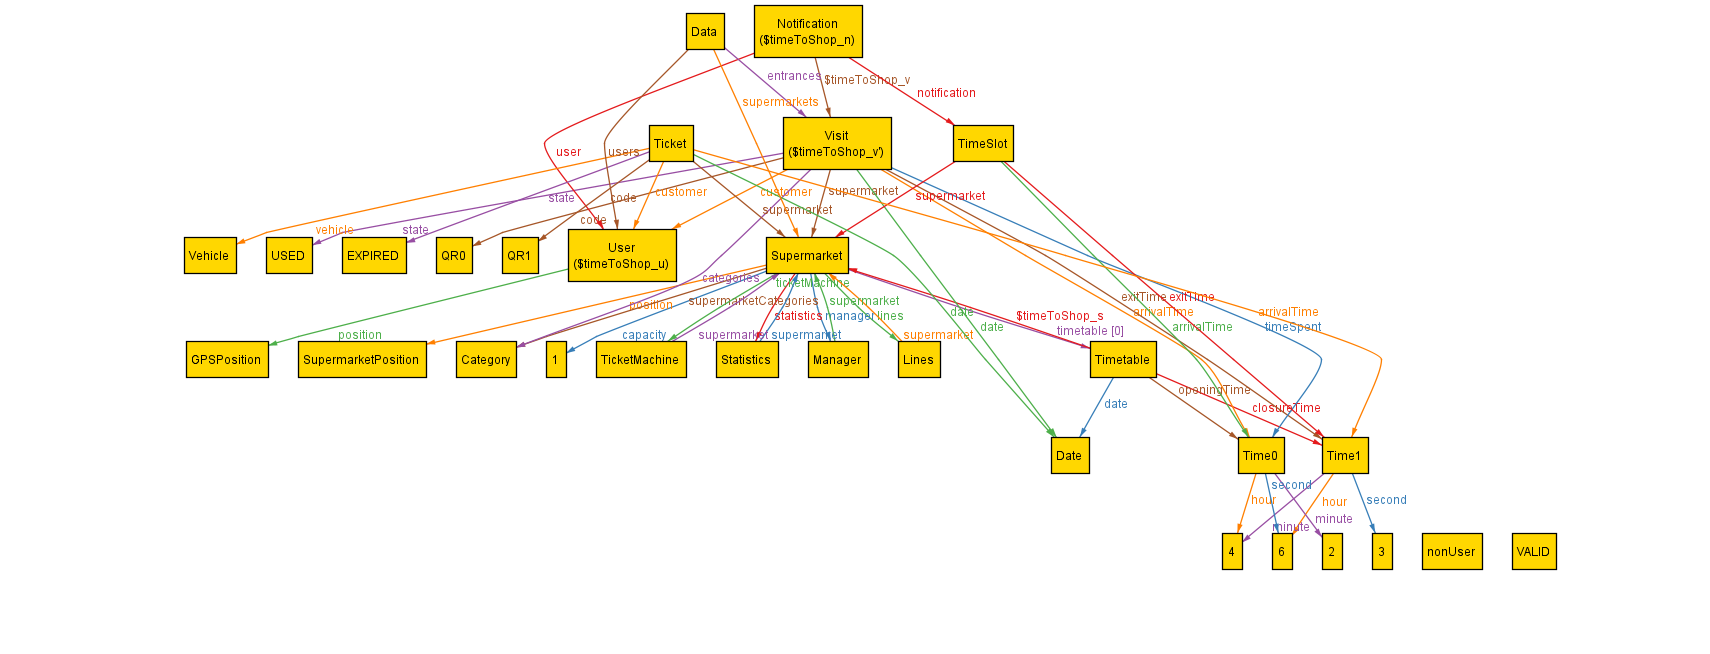 Data
Notification
($timeToShop_n)
entrances
$timeToShop_v
notification
supermarkets
Ticket
Visit
($timeToShop_v')
TimeSlot
user
users
state
code
customer
customer
supermarket
supermarket
supermarket
code
vehicle
state
Vehicle
USED
EXPIRED
QR0
QR1
User
($timeToShop_u)
Supermarket
categories
ticketMachine
position
supermarketCategories
supermarket
exitTime
exitTime
statistics
manager
lines
date
$timeToShop_s
arrivalTime
arrivalTime
position
capacity
supermarket
supermarket
supermarket
date
timetable [0]
arrivalTime
timeSpent
GPSPosition
SupermarketPosition
Category
1
TicketMachine
Statistics
Manager
Lines
Timetable
openingTime
date
closureTime
Date
Time0
Time1
second
hour
hour
second
minute
minute
4
6
2
3
nonUser
VALID